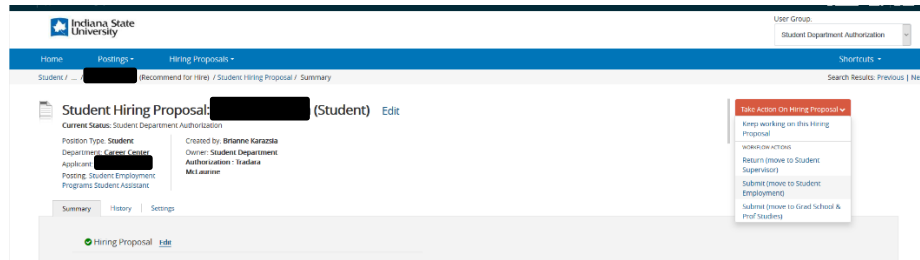 Indiana State
University
User Group:
Student Department Authorization
Home Postings Hiring Proposals Shortcuts
Student / ... / (Recommend for Hire) / Student Hiring Proposal / Summary Search Results: Previous | Ne
Student Hiring Proposal: (Student) Edit
Take Action On Hiring Proposal
Current Status: Student Department Authorization
Keep working on this Hiring
Proposal
Position Type: Student
Department: Career Center
Applicant:
Posting: Student Employment
Programs Student Assistant
Created by: Brianne Karazsia
Owner: Student Department
Authorization : Tradara
McLaurine
WORKFLOW ACTIONS
Return (move to Student
Supervisor)
Submit (move to Student
Employment)
Submit (move to Grad School &
Prof Studies)
Summary History Settings
Hiring Proposal Edit